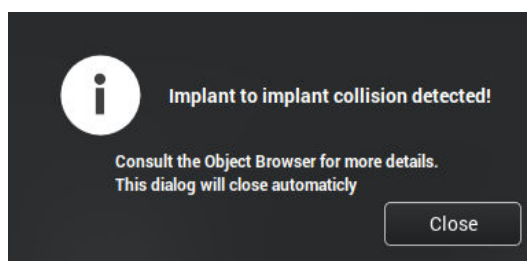 Implant to implant collision detected!
Consult the Object Browser for more details.
This dialog will close automaticly
Close